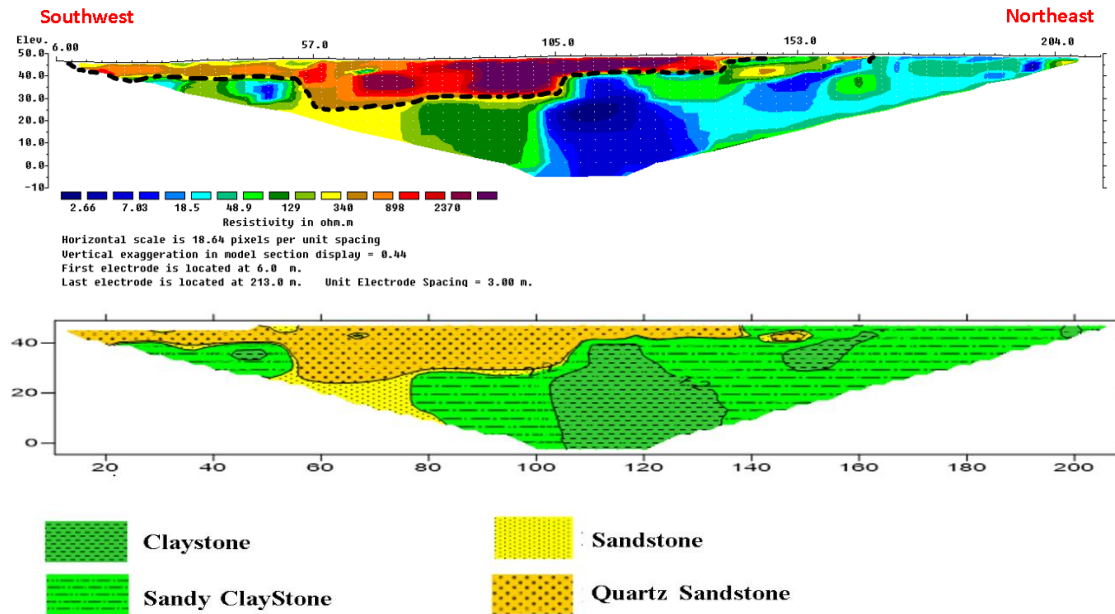 Southwest
Northeast
Elev. 6.00 57.0 105.0 153.0 204.0
50.0
40.0
30.0
20.0
10.0
0.0
-10
2.66 7.03 18.5 48.9 129 340 898 2370
Resistivity in ohm.m
Horizontal scale is 18.64 pixels per unit spacing
Vertical exaggeration in model section display = 0.44
First electrode is located at 6.0 m.
Last electrode is located at 213.0 m. Unit Electrode Spacing = 3.00 m.
40
20
0
20 40 60 80 100 120 140 160 180 200
Claystone
Sandstone
Sandy ClayStone
Quartz Sandstone